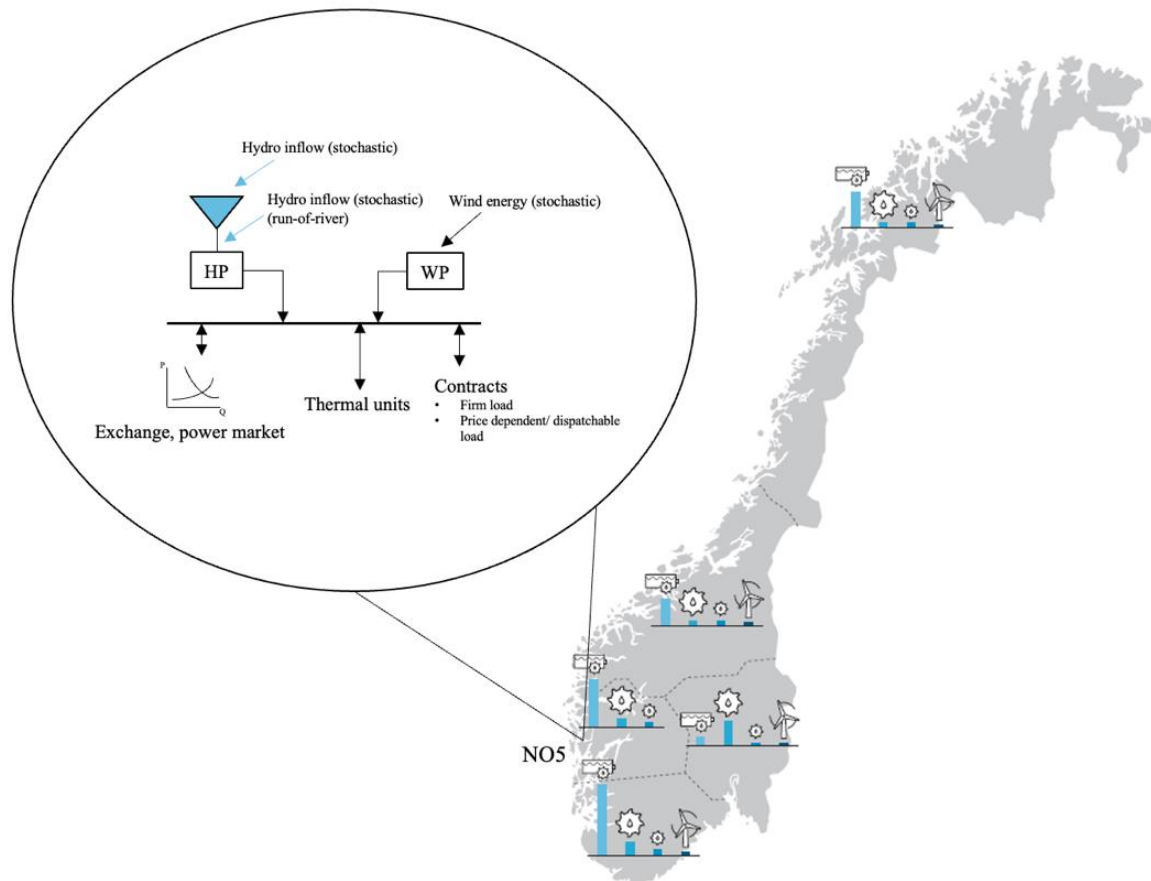 Hydro inflow (stochastic)
Hydro inflow (stochastic)
(run-of-river)
Wind energy (stochastic)
HP
WP
P
Q
Exchange, power market
Thermal units
Contracts
• Firm load
• Price dependent/ dispatchable
load
NO5